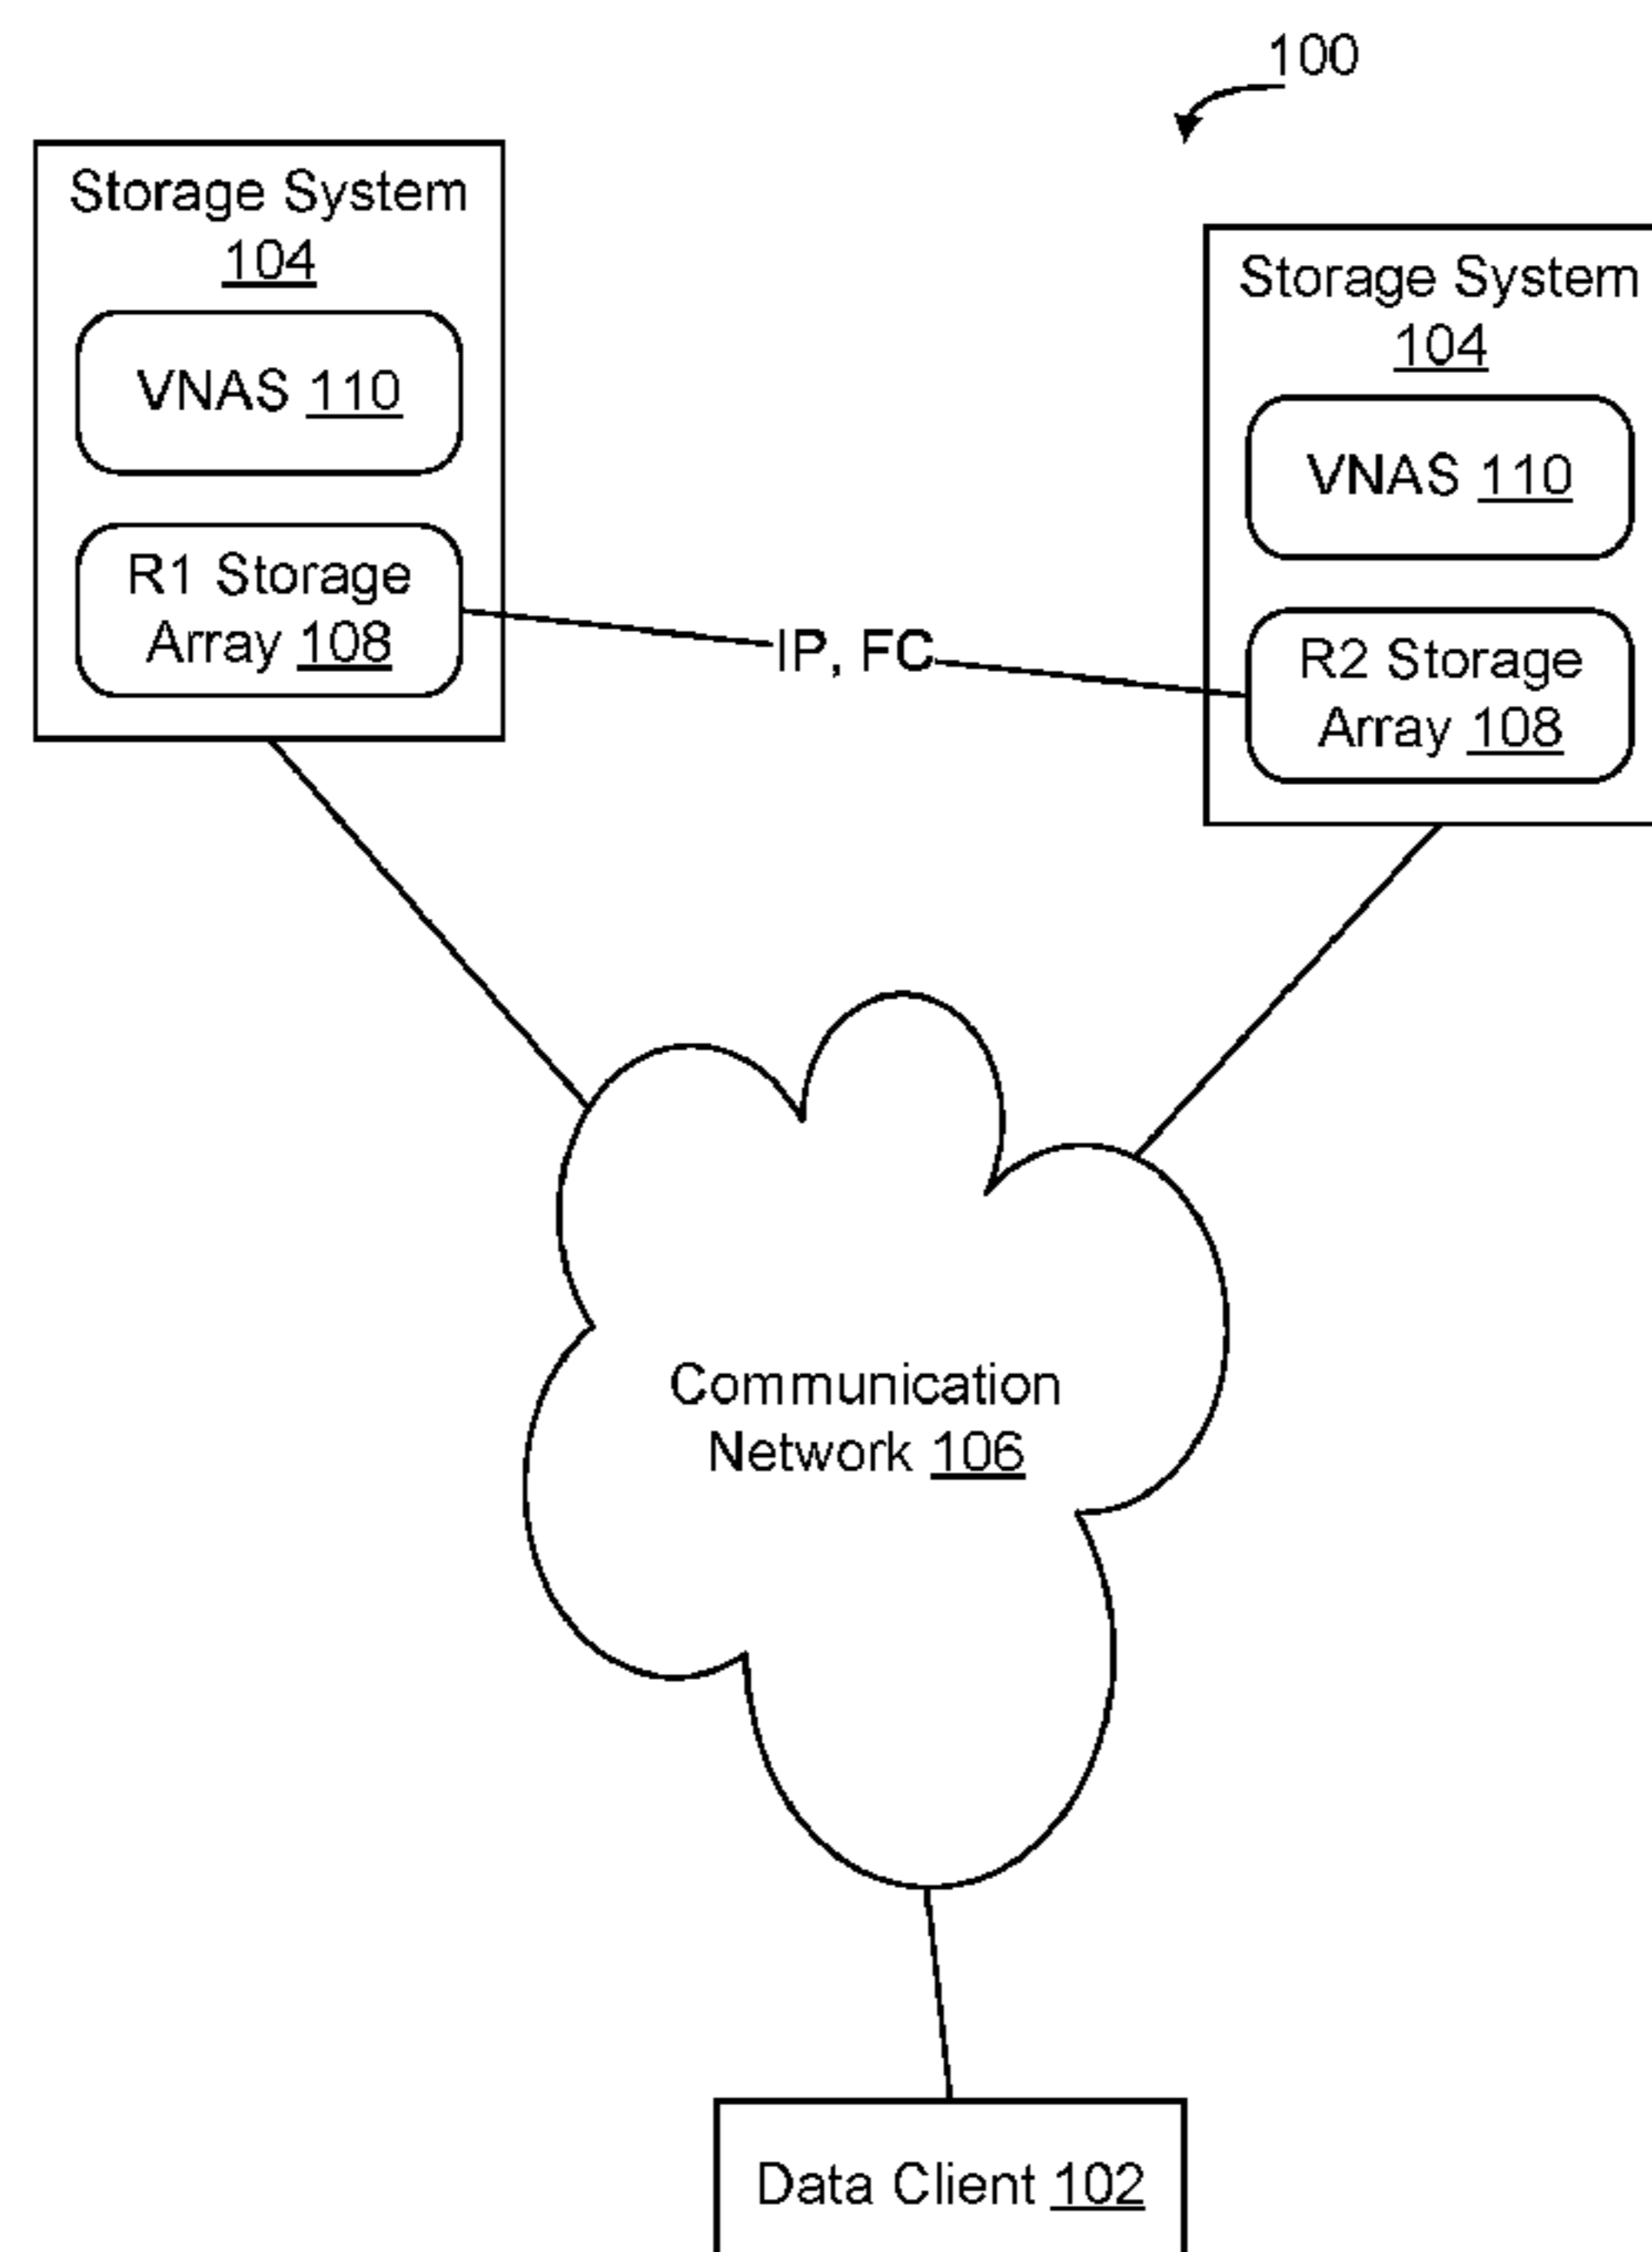 100
Storage System
104
VNAS 110
R1 Storage
Array 108
IP, FC
Storage System
104
VNAS 110
R2 Storage
Array 108
Communication
Network 106
Data Client 102